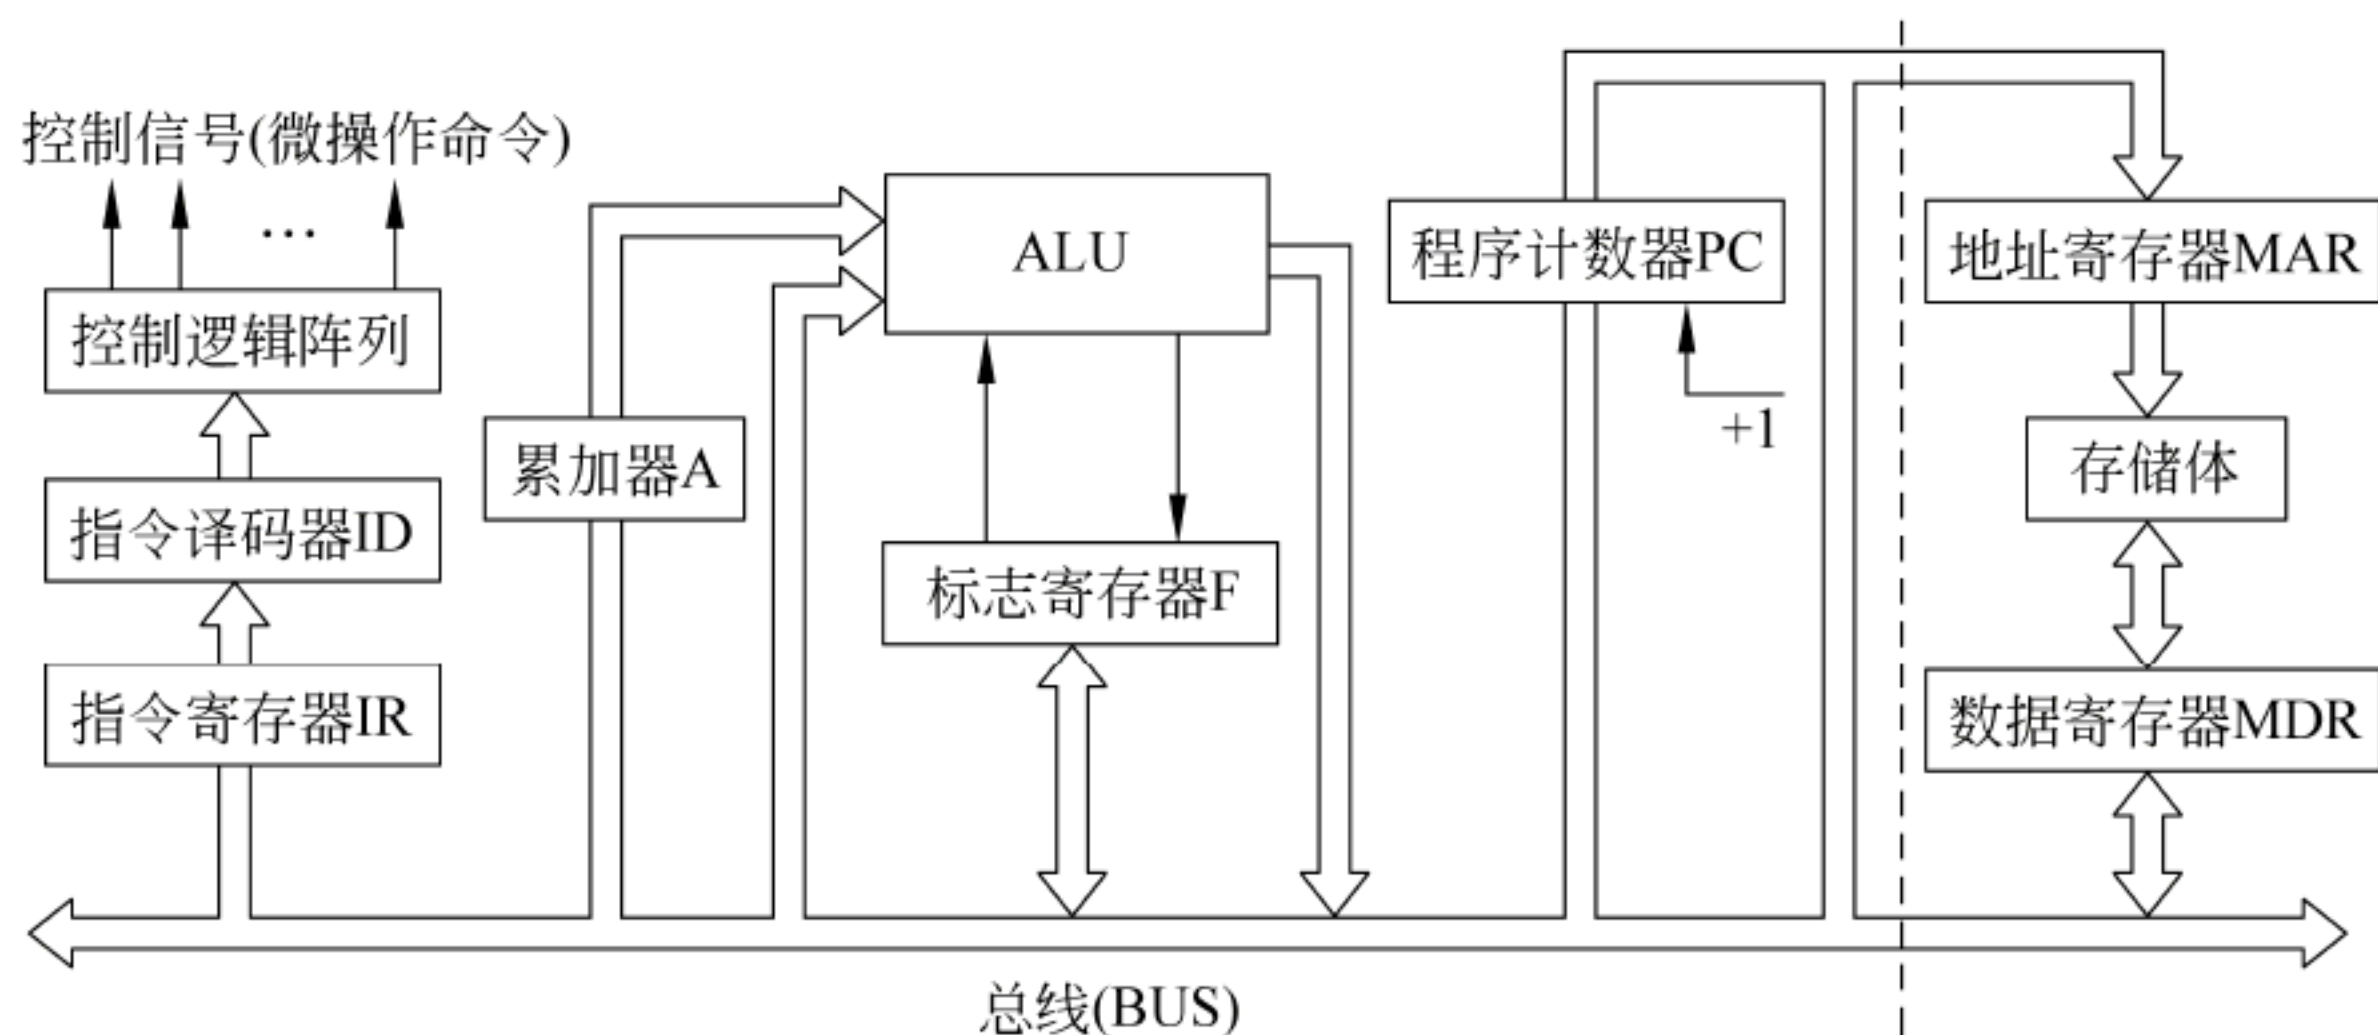 控制信号(微操作命令)
…
控制逻辑阵列
指令译码器ID
指令寄存器IR
累加器A
ALU
标志寄存器F
程序计数器PC
+1
地址寄存器MAR
存储体
数据寄存器MDR
总线(BUS)